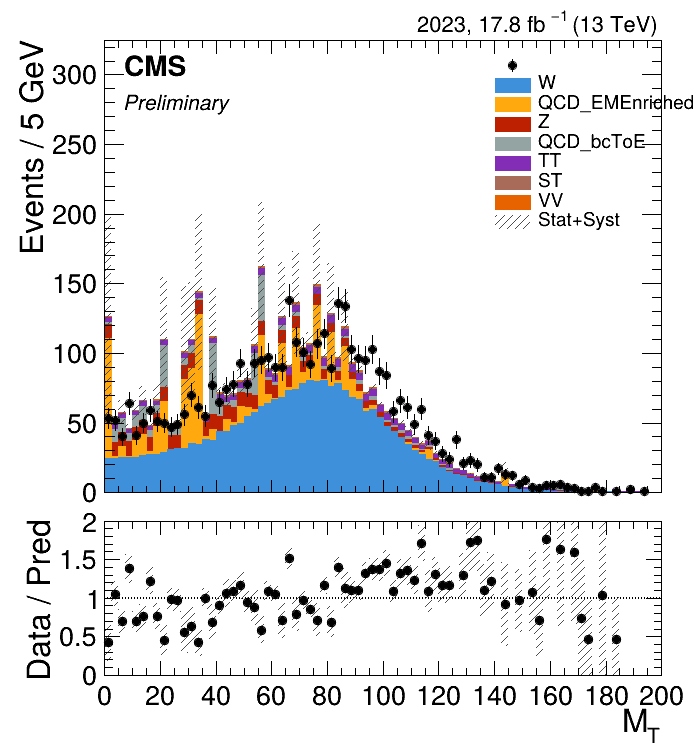 2023, 17.8 fb⁻¹ (13 TeV)
CMS
Preliminary
W
QCD_EMEnriched
Z
QCD_bcToE
TT
ST
VV
Stat+Syst
Events / 5 GeV
300
250
200
150
100
50
0
Data / Pred
2
1.5
1
0.5
0
0 20 40 60 80 100 120 140 160 180 200
M_T